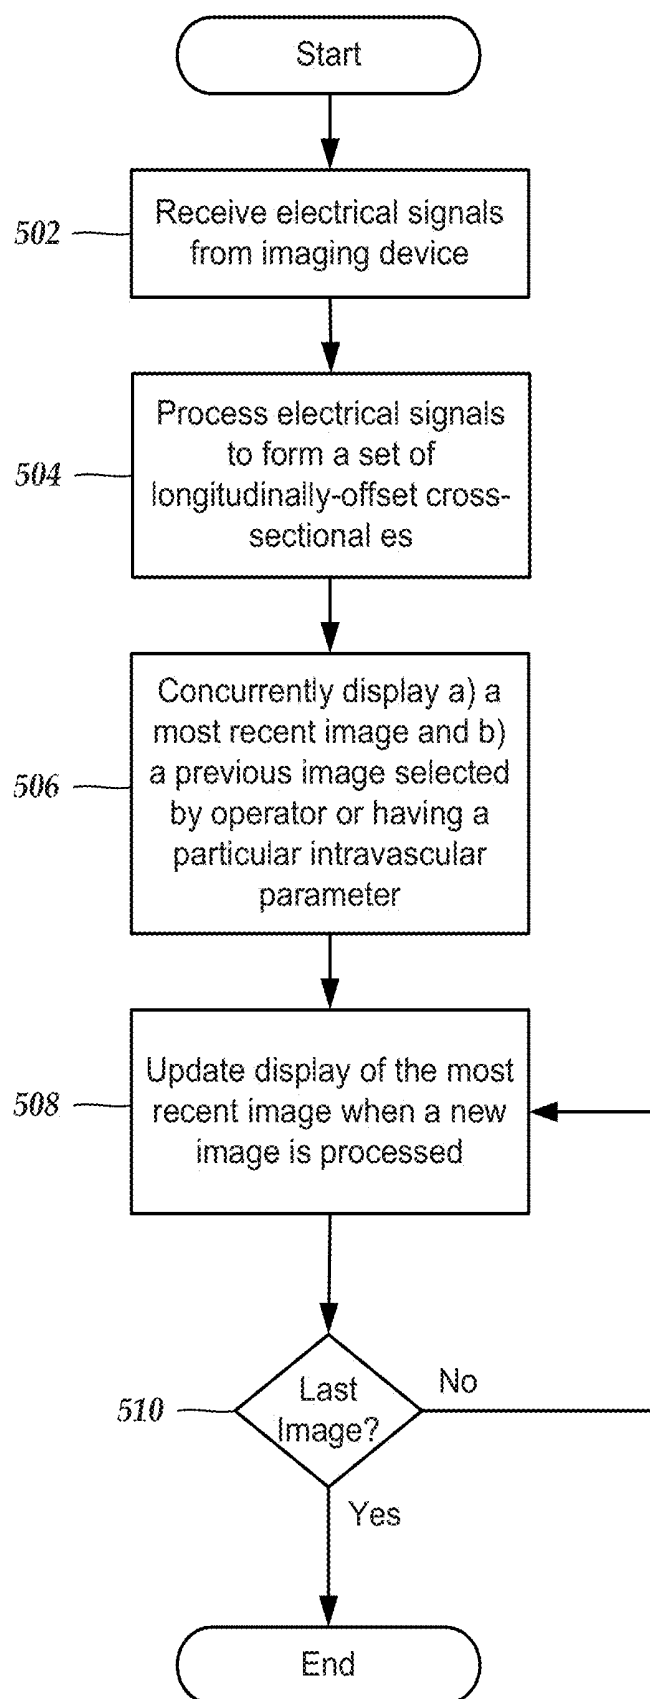 Start
502
Receive electrical signals
from imaging device
504
Process electrical signals
to form a set of
longitudinally-offset cross-
sectional es
506
Concurrently display a) a
most recent image and b)
a previous image selected
by operator or having a
particular intravascular
parameter
508
Update display of the most
recent image when a new
image is processed
510
Last
Image?
No
Yes
End